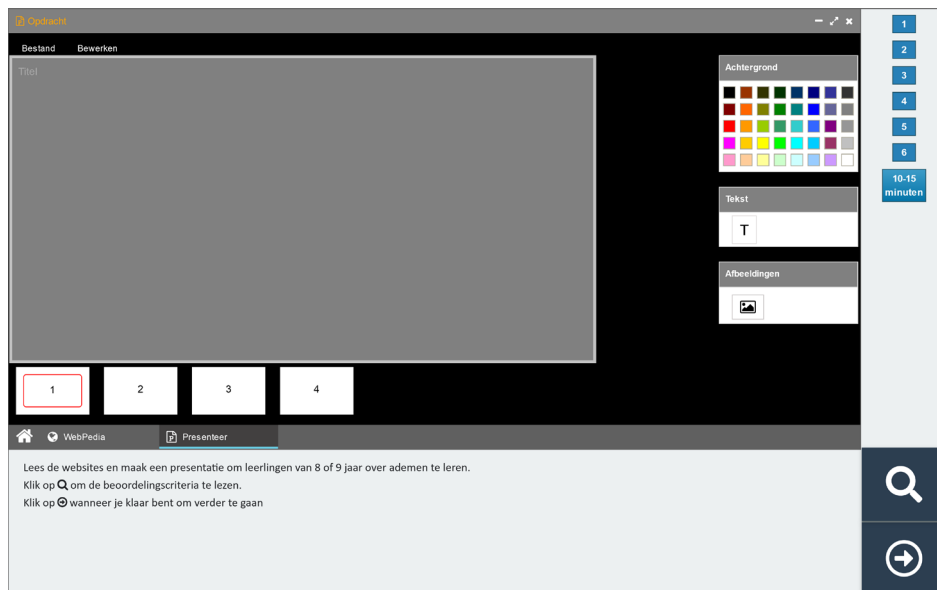 Opdracht
Bestand Bewerken
Titel
Achtergrond
Tekst
T
Afbeeldingen
1
2
3
4
WebPedia
Presenteer
Lees de websites en maak een presentatie om leerlingen van 8 of 9 jaar over ademen te leren.
Klik op om de beoordelingscriteria te lezen.
Klik op wanneer je klaar bent om verder te gaan
1
2
3
4
5
6
10-15
minuten